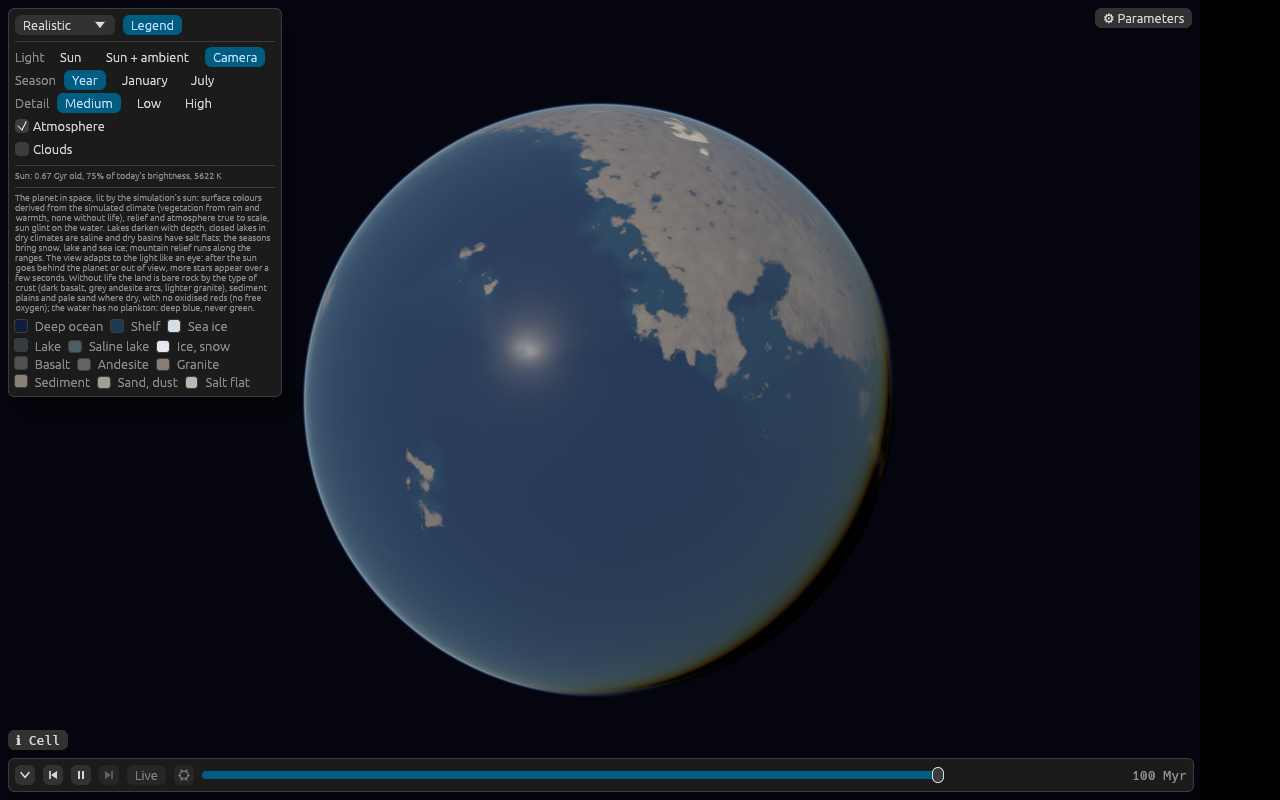 Realistic Legend
⚙ Parameters
Light Sun Sun + ambient Camera
Season Year January July
Detail Medium Low High
Atmosphere
Clouds
Sun: 0.67 Gyr old, 75% of today's brightness, 5622 K
The planet in space, lit by the simulation's sun: surface colours
derived from the simulated climate (vegetation from rain and
warmth, none without life), relief and atmosphere true to scale,
sun glint on the water. Lakes darken with depth, closed lakes in
dry climates are saline and dry basins have salt flats; the seasons
bring snow, lake and sea ice; mountain relief runs along the
ranges. The view adapts to the light like an eye: after the sun
goes behind the planet or out of view, more stars appear over a
few seconds. Without life the land is bare rock by the type of
crust (dark basalt, grey andesite arcs, lighter granite), sediment
plains and pale sand where dry, with no oxidised reds (no free
oxygen); the water has no plankton: deep blue, never green.
Deep ocean Shelf Sea ice
Lake Saline lake Ice, snow
Basalt Andesite Granite
Sediment Sand, dust Salt flat
ℹ Cell
Live
100 Myr